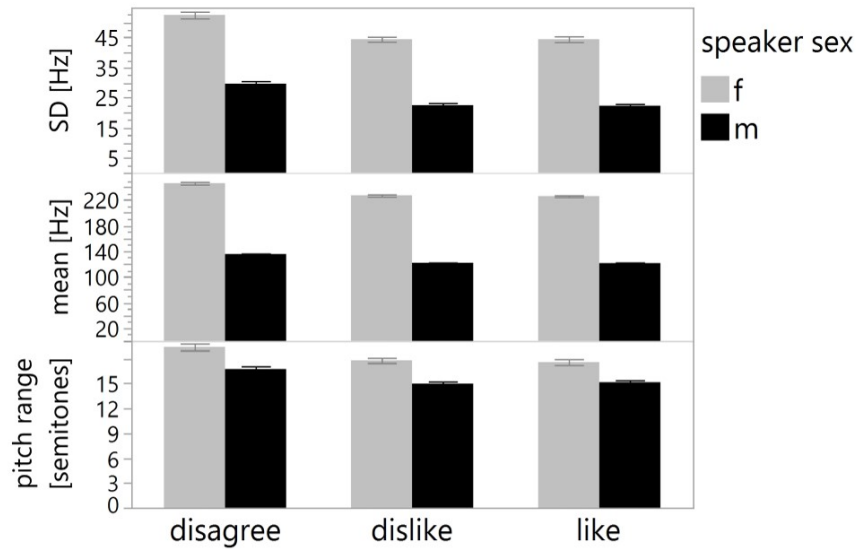 SD [Hz]
45
35
25
15
5
mean [Hz]
220
180
140
100
60
20
pitch range
[semitones]
15
12
9
6
3
0
disagree
dislike
like
speaker sex
f
m